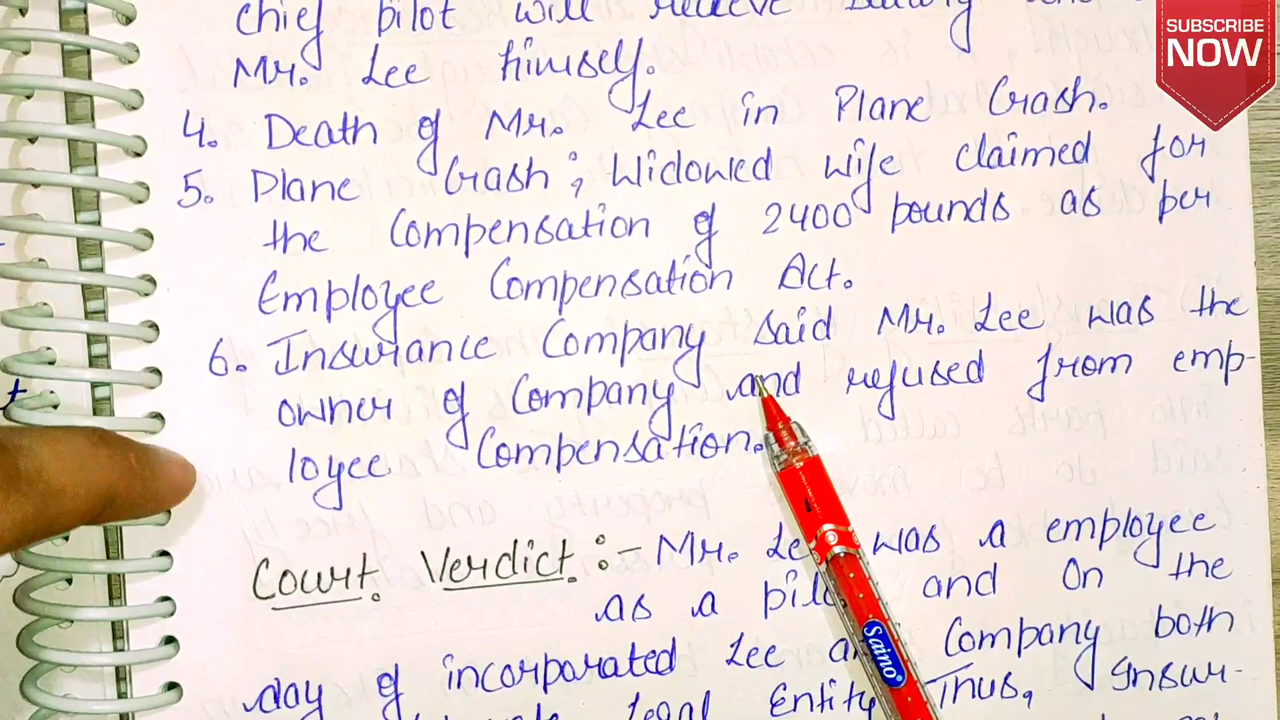 chief pilot will recieve
Mr. Lee himself.
4. Death of Mr. Lee in Plane Crash.
5. Plane Crash; Widowed wife claimed for
the Compensation of 2400 pounds as per
Employee Compensation Act.
6. Insurance Company said Mr. Lee was the
owner of Company and refused from emp-
loyee Compensation.
Court Verdict :- Mr. Lee was a employee
as a and On the
day of incorporated Lee Company both
Legal Entity Thus, Insur-
SUBSCRIBE
NOW
Saino